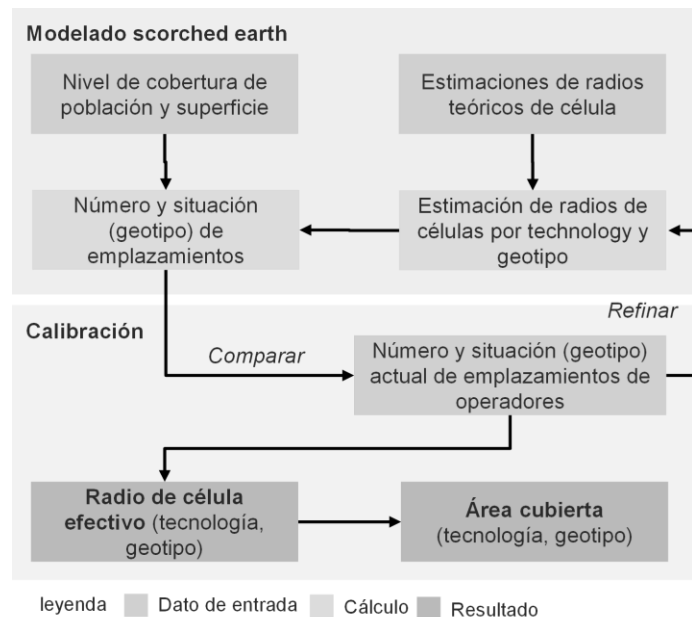 Modelado scorched earth
Nivel de cobertura de
población y superficie
Estimaciones de radios
teóricos de célula
Número y situación
(geotipo) de
emplazamientos
Estimación de radios de
células por technology y
geotipo
Refinar
Calibración
Comparar
Número y situación (geotipo)
actual de emplazamientos de
operadores
Radio de célula
efectivo (tecnología,
geotipo)
Área cubierta
(tecnología, geotipo)
leyenda Dato de entrada Cálculo Resultado